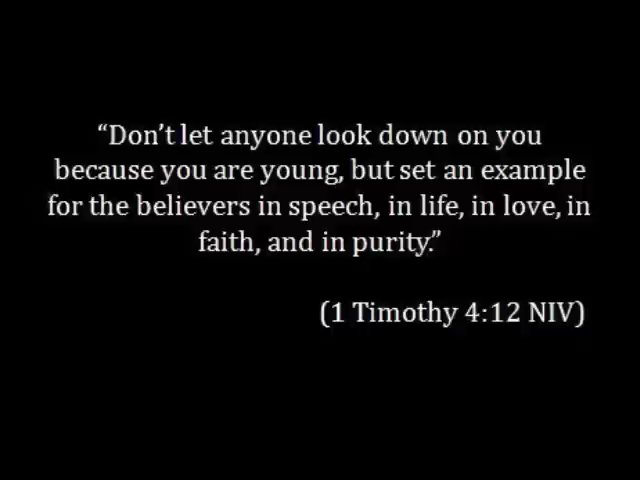 “Don’t let anyone look down on you
because you are young, but set an example
for the believers in speech, in life, in love, in
faith, and in purity.”
(1 Timothy 4:12 NIV)